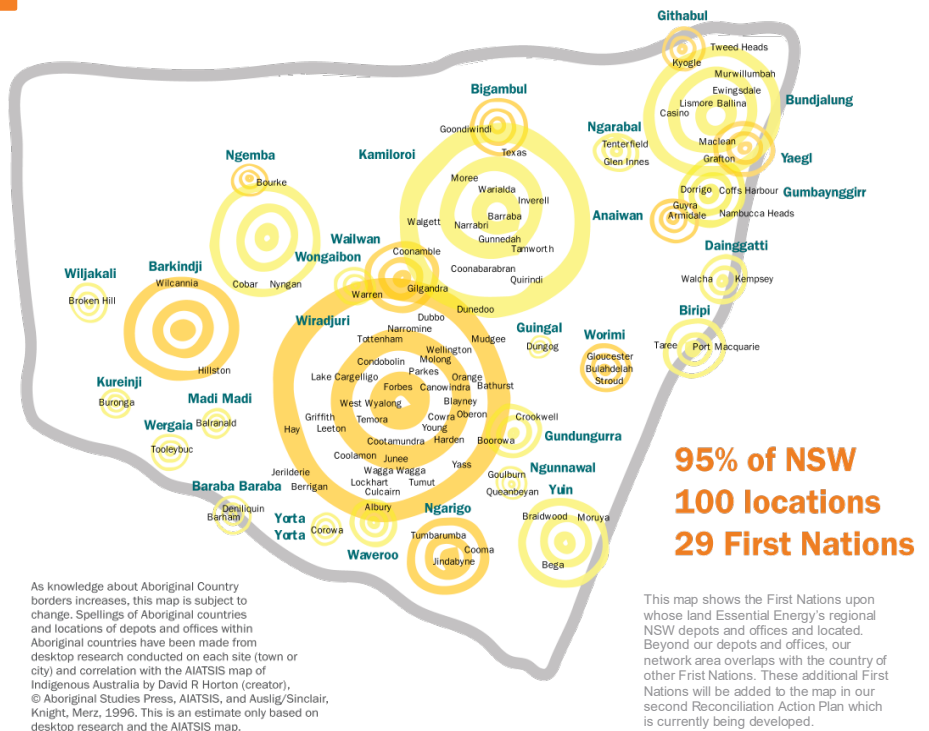 Githabul
Tweed Heads
Kyogle
Murwillumbah
Ewingsdale
Lismore Ballina
Casino
Bundjalung
Bigambul
Goondiwindi
Texas
Ngarabal
Tenterfield
Glen Innes
Maclean
Grafton
Yaegl
Kamiloroi
Ngemba
Bourke
Moree
Warialda
Inverell
Barraba
Narrabri
Walgett
Gunnedah
Tamworth
Coonabarabran
Quirindi
Dorrigo
Coffs Harbour
Gumbaynggirr
Guyra
Armidale
Nambucca Heads
Anaiwan
Wailwan
Wongaibon
Coonamble
Warren
Gilgandra
Dainggatti
Walcha
Kempsey
Wiljakali
Broken Hill
Barkindji
Wilcannia
Cobar
Nyngan
Hillston
Biripi
Taree
Port Macquarie
Wiradjuri
Dunedoo
Dubbo
Narromine
Tottenham
Mudgee
Wellington
Molong
Condobolin
Parkes
Lake Cargelligo
Orange
Forbes
Canowindra
Bathurst
West Wyalong
Blayney
Griffith
Temora
Cowra
Oberon
Hay
Leeton
Young
Cootamundra
Harden
Boorowa
Coolamon
Junee
Yass
Wagga Wagga
Jerilderie
Lockhart
Tumut
Berrigan
Culcairn
Guingal
Dungog
Worimi
Gloucester
Bulahdelah
Stroud
Kureinji
Buronga
Madi Madi
Balranald
Wergaia
Tooleybuc
Crookwell
Gundungurra
Ngunnawal
Goulburn
Queanbeyan
Baraba Baraba
Deniliquin
Barham
Yorta
Yorta
Corowa
Albury
Waveroo
Ngarigo
Tumbarumba
Cooma
Jindabyne
Yuin
Braidwood
Moruya
Bega
95% of NSW
100 locations
29 First Nations
As knowledge about Aboriginal Country
borders increases, this map is subject to
change. Spellings of Aboriginal countries
and locations of depots and offices within
Aboriginal countries have been made from
desktop research conducted on each site (town or
city) and correlation with the AIATSIS map of
Indigenous Australia by David R Horton (creator),
© Aboriginal Studies Press, AIATSIS, and Auslig/Sinclair,
Knight, Merz, 1996. This is an estimate only based on
desktop research and the AIATSIS map.
This map shows the First Nations upon
whose land Essential Energy's regional
NSW depots and offices and located.
Beyond our depots and offices, our
network area overlaps with the country of
other Frist Nations. These additional First
Nations will be added to the map in our
second Reconciliation Action Plan which
is currently being developed.